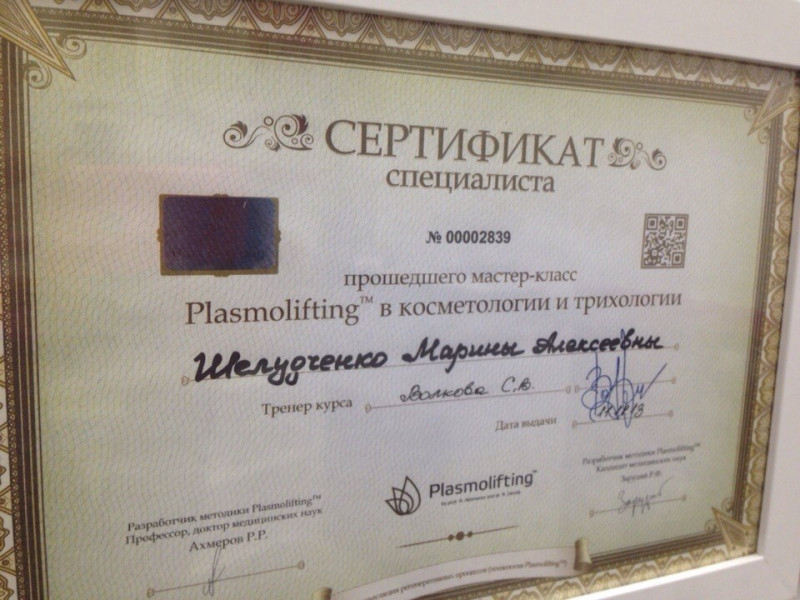 СЕРТИФИКАТ
специалиста
№ 00002839
прошедшего мастер-класс
Plasmolifting™ в косметологии и трихологии
Шелудченко Марины Алексеевны
Тренер курса Волкова С.В.
Дата выдачи
Разработчик методики Plasmolifting™
Кандидат медицинских наук
Зарудий Р.Ф.
Plasmolifting™
Разработчик методики Plasmolifting™
Профессор, доктор медицинских наук
Ахмеров Р.Р.